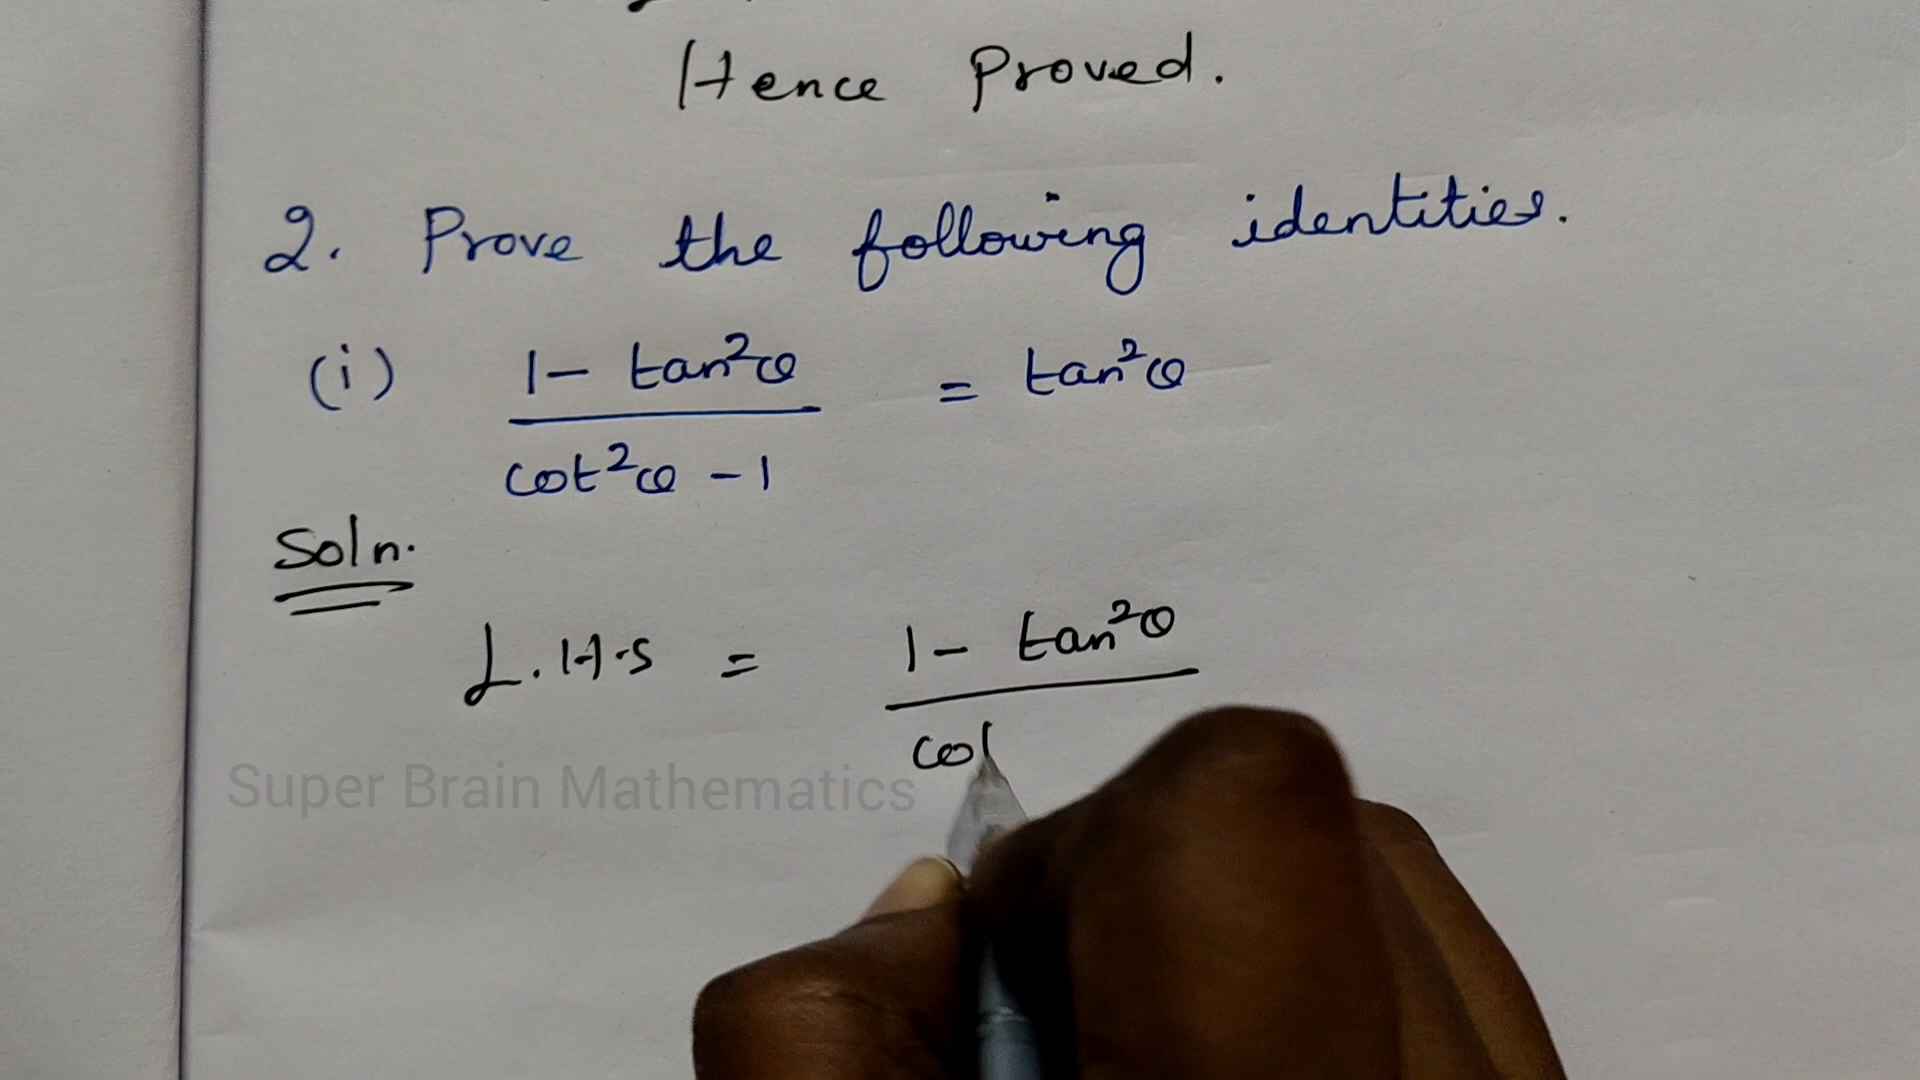 Hence Proved.
2. Prove the following identities.
(i) 1 - tan²θ / cot²θ - 1 = tan²θ
Soln.
L.H.S = 1 - tan²θ
cot
Super Brain Mathematics